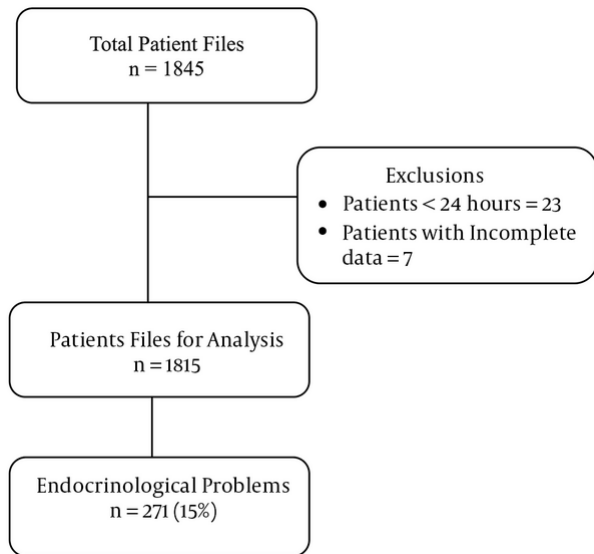 Total Patient Files
n = 1845
Exclusions
• Patients < 24 hours = 23
• Patients with Incomplete
data = 7
Patients Files for Analysis
n = 1815
Endocrinological Problems
n = 271 (15%)